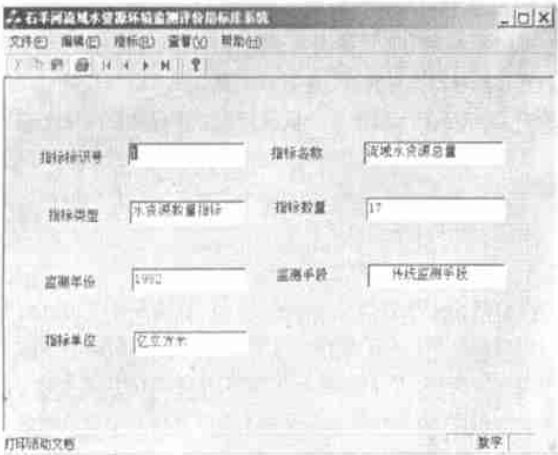 石羊河流域水资源环境监测评价指标库系统
文件(F) 编辑(E) 指标(R) 查看(V) 帮助(H)
指标标识号 1 指标名称 流域水资源总量
指标类型 水资源数量指标 指标数量 17
监测年份 1992 监测手段 传统监测手段
指标单位 亿立方米
打印活动文档 数字